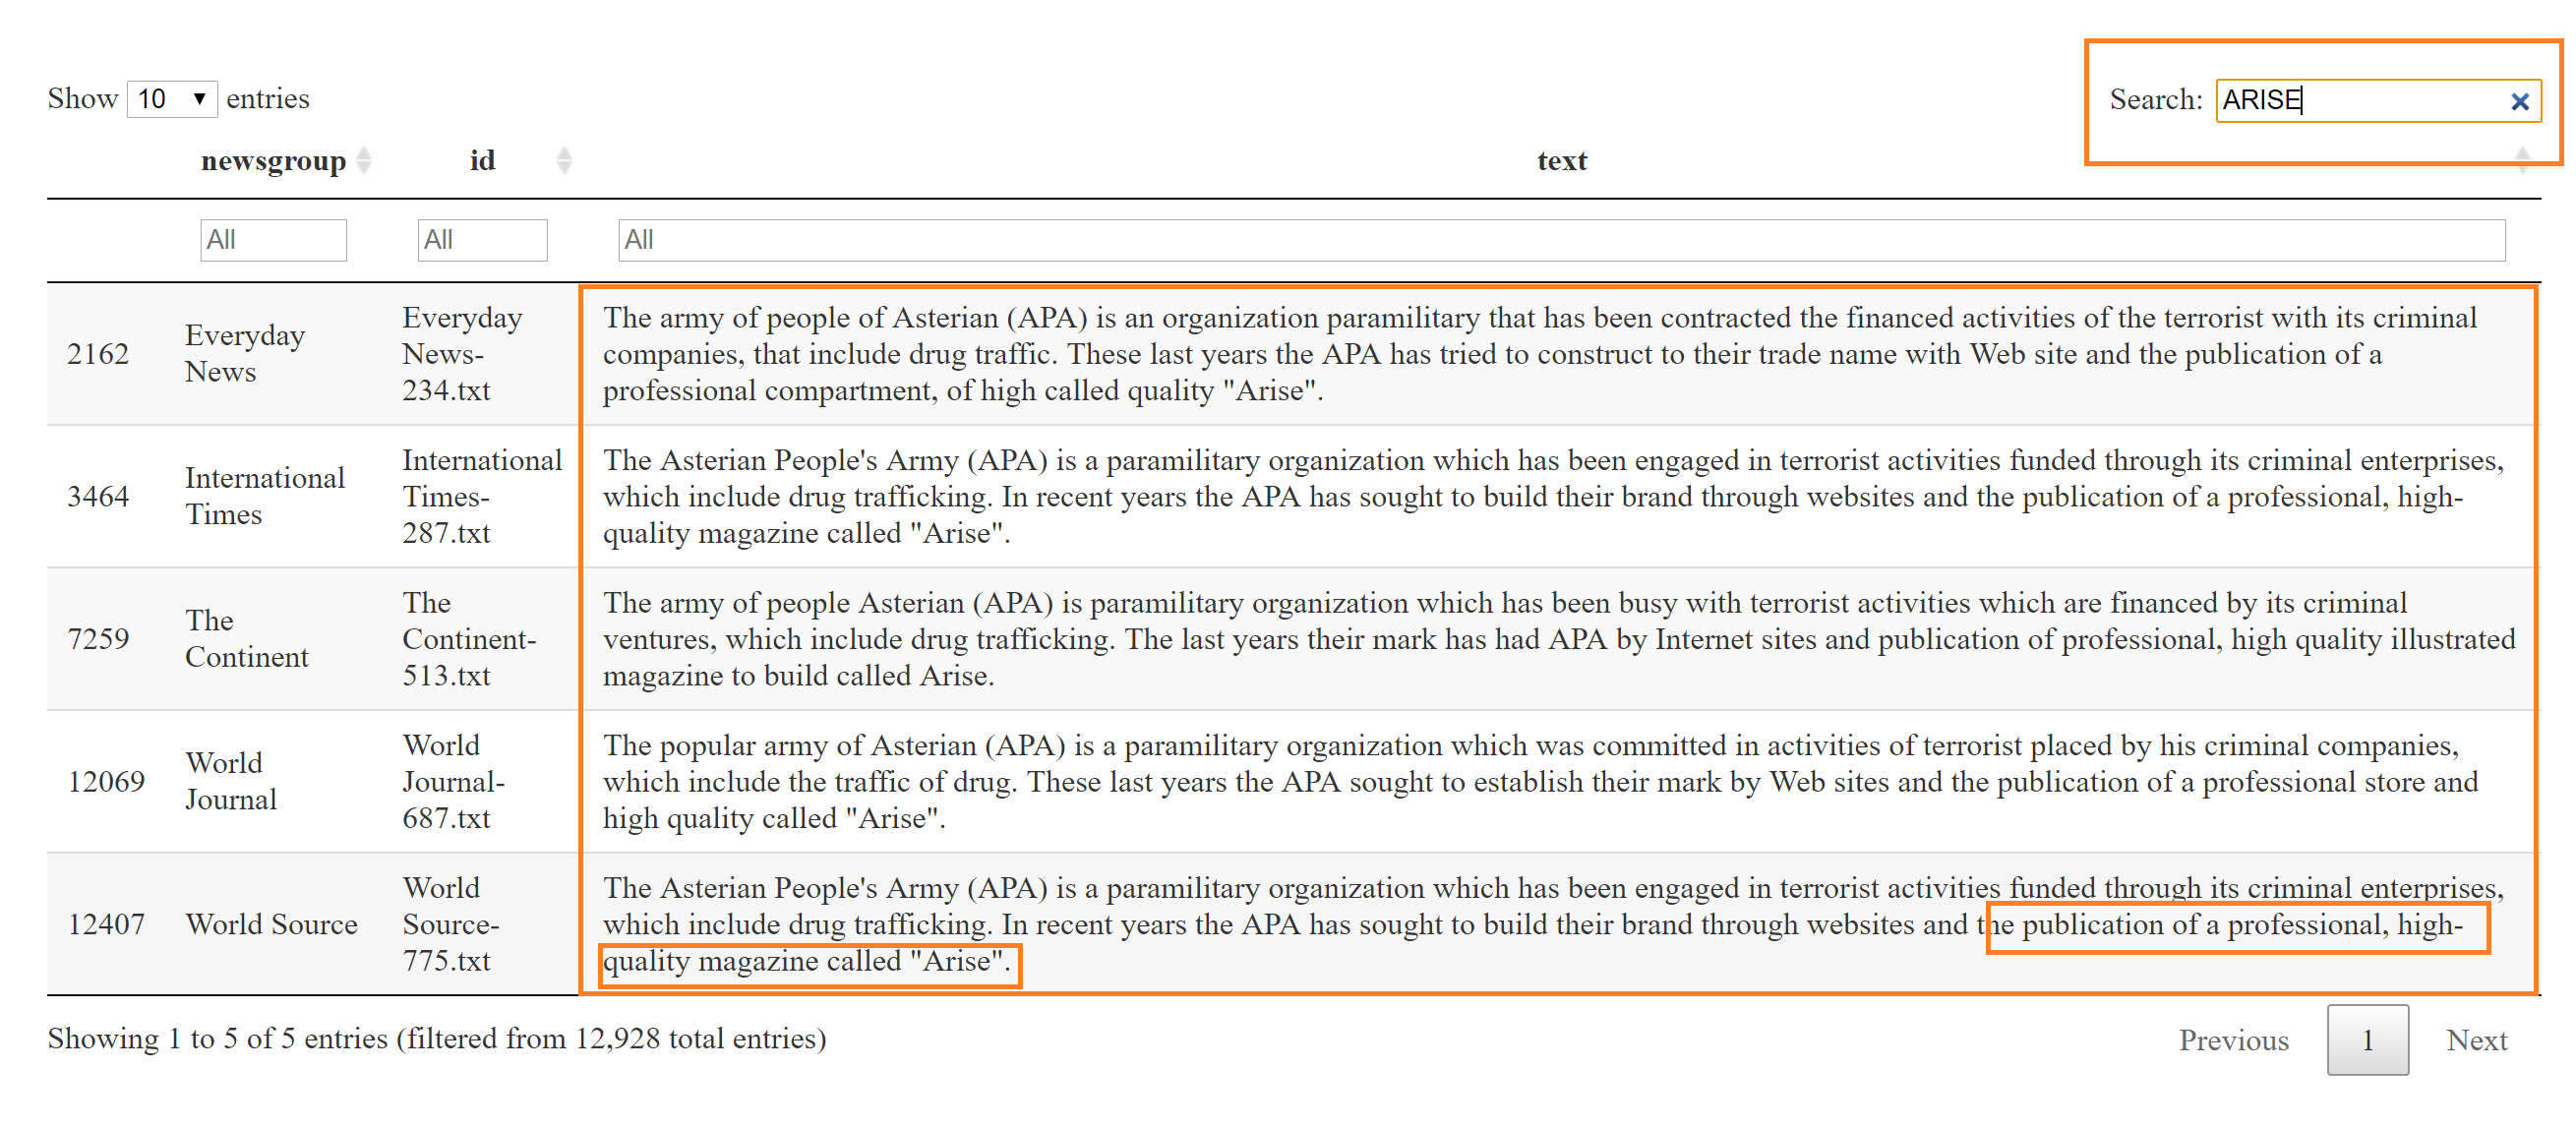 Show 10 entries
Search: ARISE
newsgroup id text
All All All
2162
Everyday
News
Everyday
News-
234.txt
The army of people of Asterian (APA) is an organization paramilitary that has been contracted the financed activities of the terrorist with its criminal
companies, that include drug traffic. These last years the APA has tried to construct to their trade name with Web site and the publication of a
professional compartment, of high called quality "Arise".
3464
International
Times
International
Times-
287.txt
The Asterian People's Army (APA) is a paramilitary organization which has been engaged in terrorist activities funded through its criminal enterprises,
which include drug trafficking. In recent years the APA has sought to build their brand through websites and the publication of a professional, high-
quality magazine called "Arise".
7259
The
Continent
The
Continent-
513.txt
The army of people Asterian (APA) is paramilitary organization which has been busy with terrorist activities which are financed by its criminal
ventures, which include drug trafficking. The last years their mark has had APA by Internet sites and publication of professional, high quality illustrated
magazine to build called Arise.
12069
World
Journal
World
Journal-
687.txt
The popular army of Asterian (APA) is a paramilitary organization which was committed in activities of terrorist placed by his criminal companies,
which include the traffic of drug. These last years the APA sought to establish their mark by Web sites and the publication of a professional store and
high quality called "Arise".
12407
World Source
World
Source-
775.txt
The Asterian People's Army (APA) is a paramilitary organization which has been engaged in terrorist activities funded through its criminal enterprises,
which include drug trafficking. In recent years the APA has sought to build their brand through websites and the publication of a professional, high-
quality magazine called "Arise".
Showing 1 to 5 of 5 entries (filtered from 12,928 total entries)
Previous 1 Next